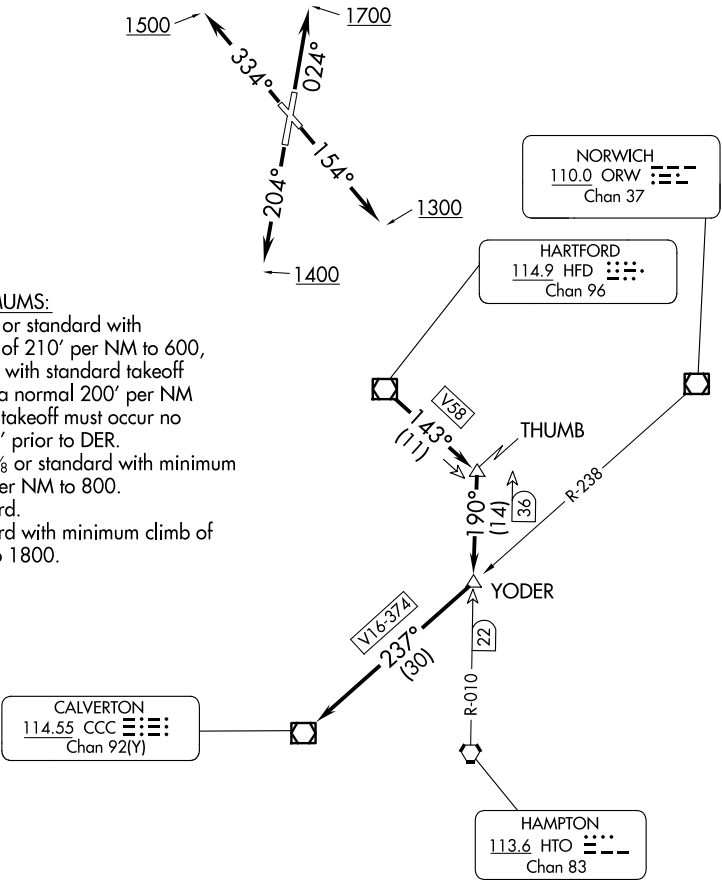 1500
1700
334°
024°
154°
204°
1300
1400
NORWICH
110.0 ORW
Chan 37
HARTFORD
114.9 HFD
Chan 96
MUMS:
or standard with
of 210' per NM to 600,
with standard takeoff
a normal 200' per NM
takeoff must occur no
' prior to DER.
⅛ or standard with minimum
er NM to 800.
rd.
rd with minimum climb of
o 1800.
V58
143°
(11)
THUMB
190°
(14)
36
R-238
YODER
V16-374
237°
(30)
22
R-010
CALVERTON
114.55 CCC
Chan 92(Y)
HAMPTON
113.6 HTO
Chan 83